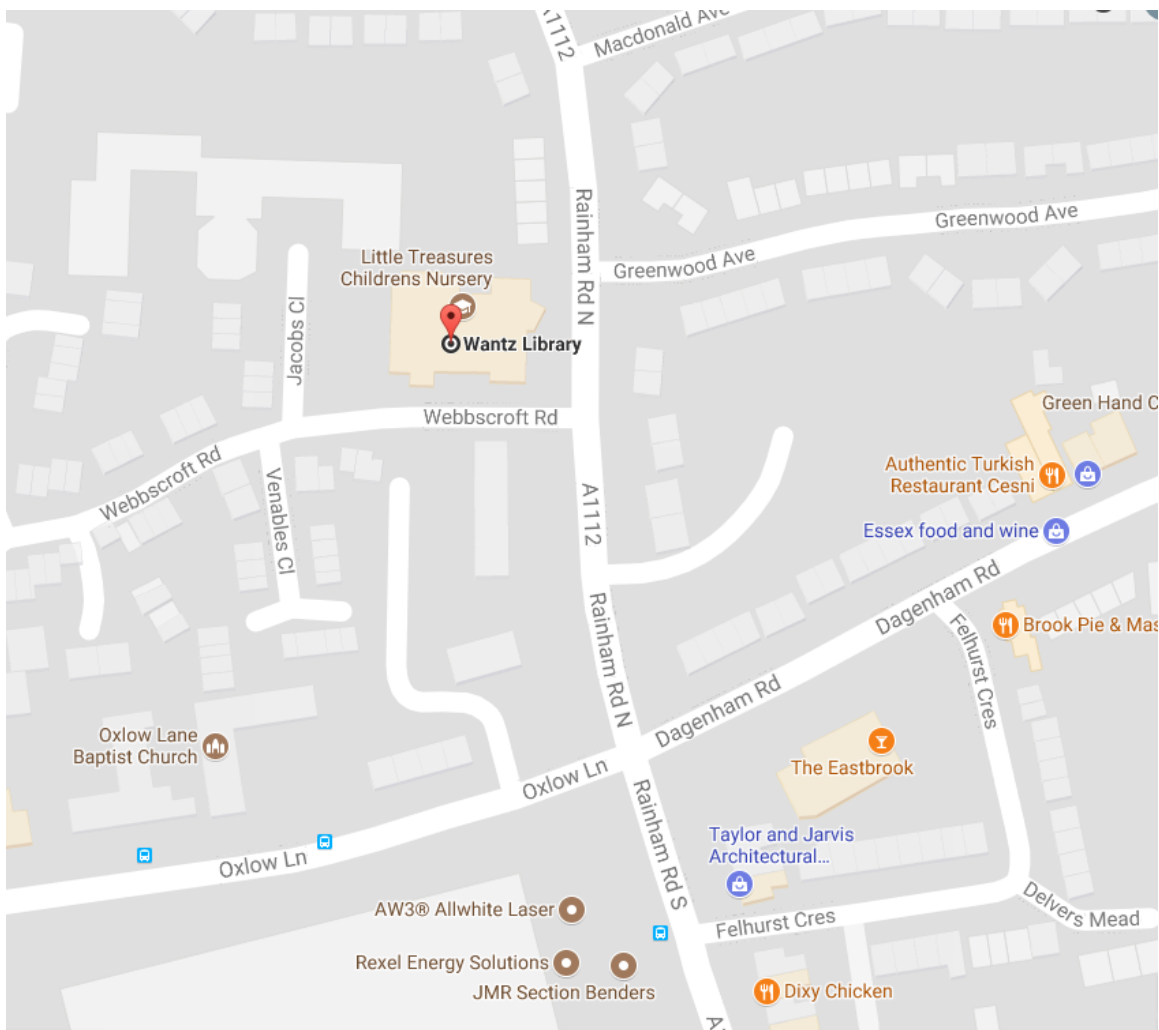 A1112
Macdonald Ave
Rainham Rd N
Greenwood Ave
Greenwood Ave
Little Treasures
Childrens Nursery
Wantz Library
Jacobs Cl
Webbscroft Rd
Webbscroft Rd
Venables Cl
A1112
Green Hand C
Authentic Turkish
Restaurant Cesni
Essex food and wine
Dagenham Rd
Brook Pie & Mas
Felhurst Cres
Rainham Rd N
Dagenham Rd
Oxlow Lane
Baptist Church
The Eastbrook
Oxlow Ln
Rainham Rd S
Taylor and Jarvis
Architectural...
Oxlow Ln
AW3® Allwhite Laser
Felhurst Cres
Delvers Mead
Rexel Energy Solutions
JMR Section Benders
Dixy Chicken